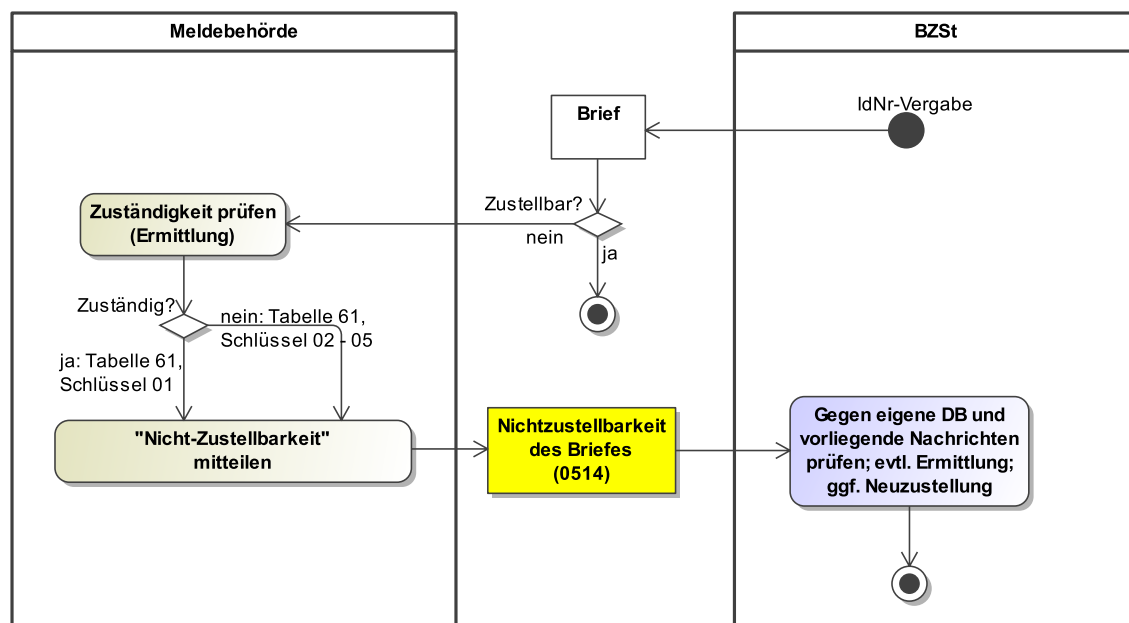 Meldebehörde
BZSt
IdNr-Vergabe
Brief
Zustellbar?
nein
ja
Zuständigkeit prüfen
(Ermittlung)
Zuständig?
nein: Tabelle 61,
Schlüssel 02 - 05
ja: Tabelle 61,
Schlüssel 01
"Nicht-Zustellbarkeit"
mitteilen
Nichtzustellbarkeit
des Briefes
(0514)
Gegen eigene DB und
vorliegende Nachrichten
prüfen; evtl. Ermittlung;
ggf. Neuzustellung